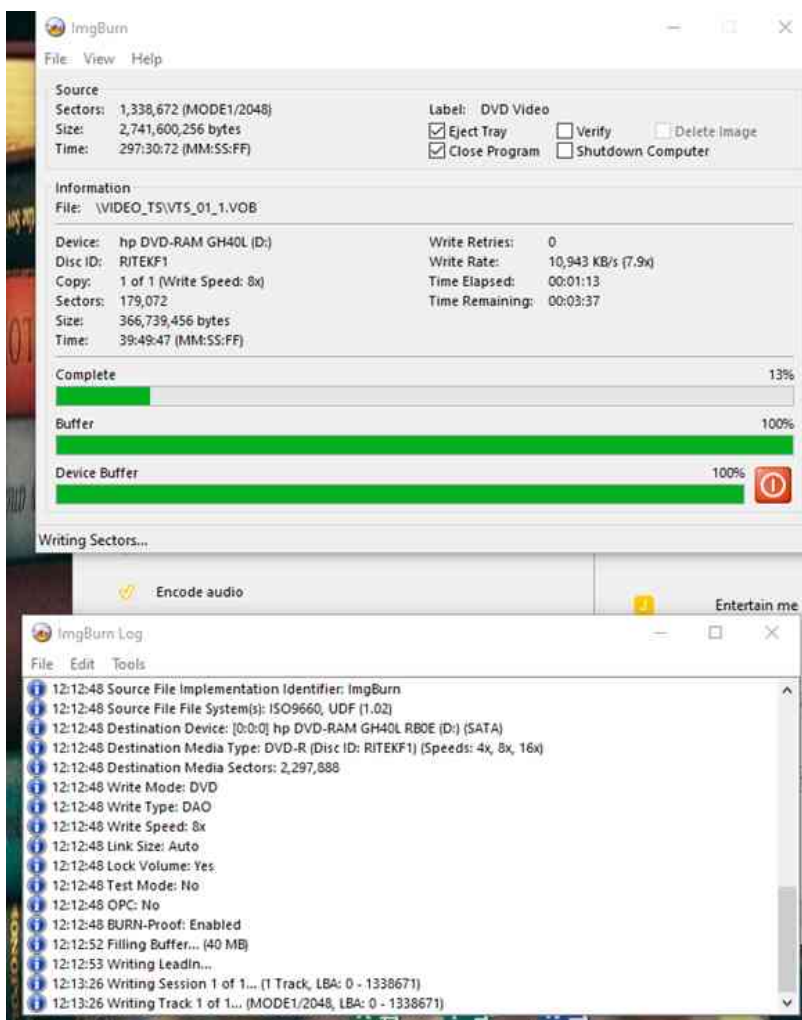 ImgBurn
File View Help
Source
Sectors: 1,338,672 (MODE1/2048)
Size: 2,741,600,256 bytes
Time: 297:30:72 (MM:SS:FF)
Label: DVD Video
Eject Tray Verify Delete Image
Close Program Shutdown Computer
Information
File: \VIDEO_TS\VTS_01_1.VOB
Device: hp DVD-RAM GH40L (D:)
Disc ID: RITEKF1
Copy: 1 of 1 (Write Speed: 8x)
Sectors: 179,072
Size: 366,739,456 bytes
Time: 39:49:47 (MM:SS:FF)
Write Retries: 0
Write Rate: 10,943 KB/s (7.9x)
Time Elapsed: 00:01:13
Time Remaining: 00:03:37
Complete 13%
Buffer 100%
Device Buffer 100%
Writing Sectors...
Encode audio
Entertain me
ImgBurn Log
File Edit Tools
12:12:48 Source File Implementation Identifier: ImgBurn
12:12:48 Source File File System(s): ISO9660, UDF (1.02)
12:12:48 Destination Device: [0:0:0] hp DVD-RAM GH40L RB0E (D:) (SATA)
12:12:48 Destination Media Type: DVD-R (Disc ID: RITEKF1) (Speeds: 4x, 8x, 16x)
12:12:48 Destination Media Sectors: 2,297,888
12:12:48 Write Mode: DVD
12:12:48 Write Type: DAO
12:12:48 Write Speed: 8x
12:12:48 Link Size: Auto
12:12:48 Lock Volume: Yes
12:12:48 Test Mode: No
12:12:48 OPC: No
12:12:48 BURN-Proof: Enabled
12:12:52 Filling Buffer... (40 MB)
12:12:53 Writing LeadIn...
12:13:26 Writing Session 1 of 1... (1 Track, LBA: 0 - 1338671)
12:13:26 Writing Track 1 of 1... (MODE1/2048, LBA: 0 - 1338671)